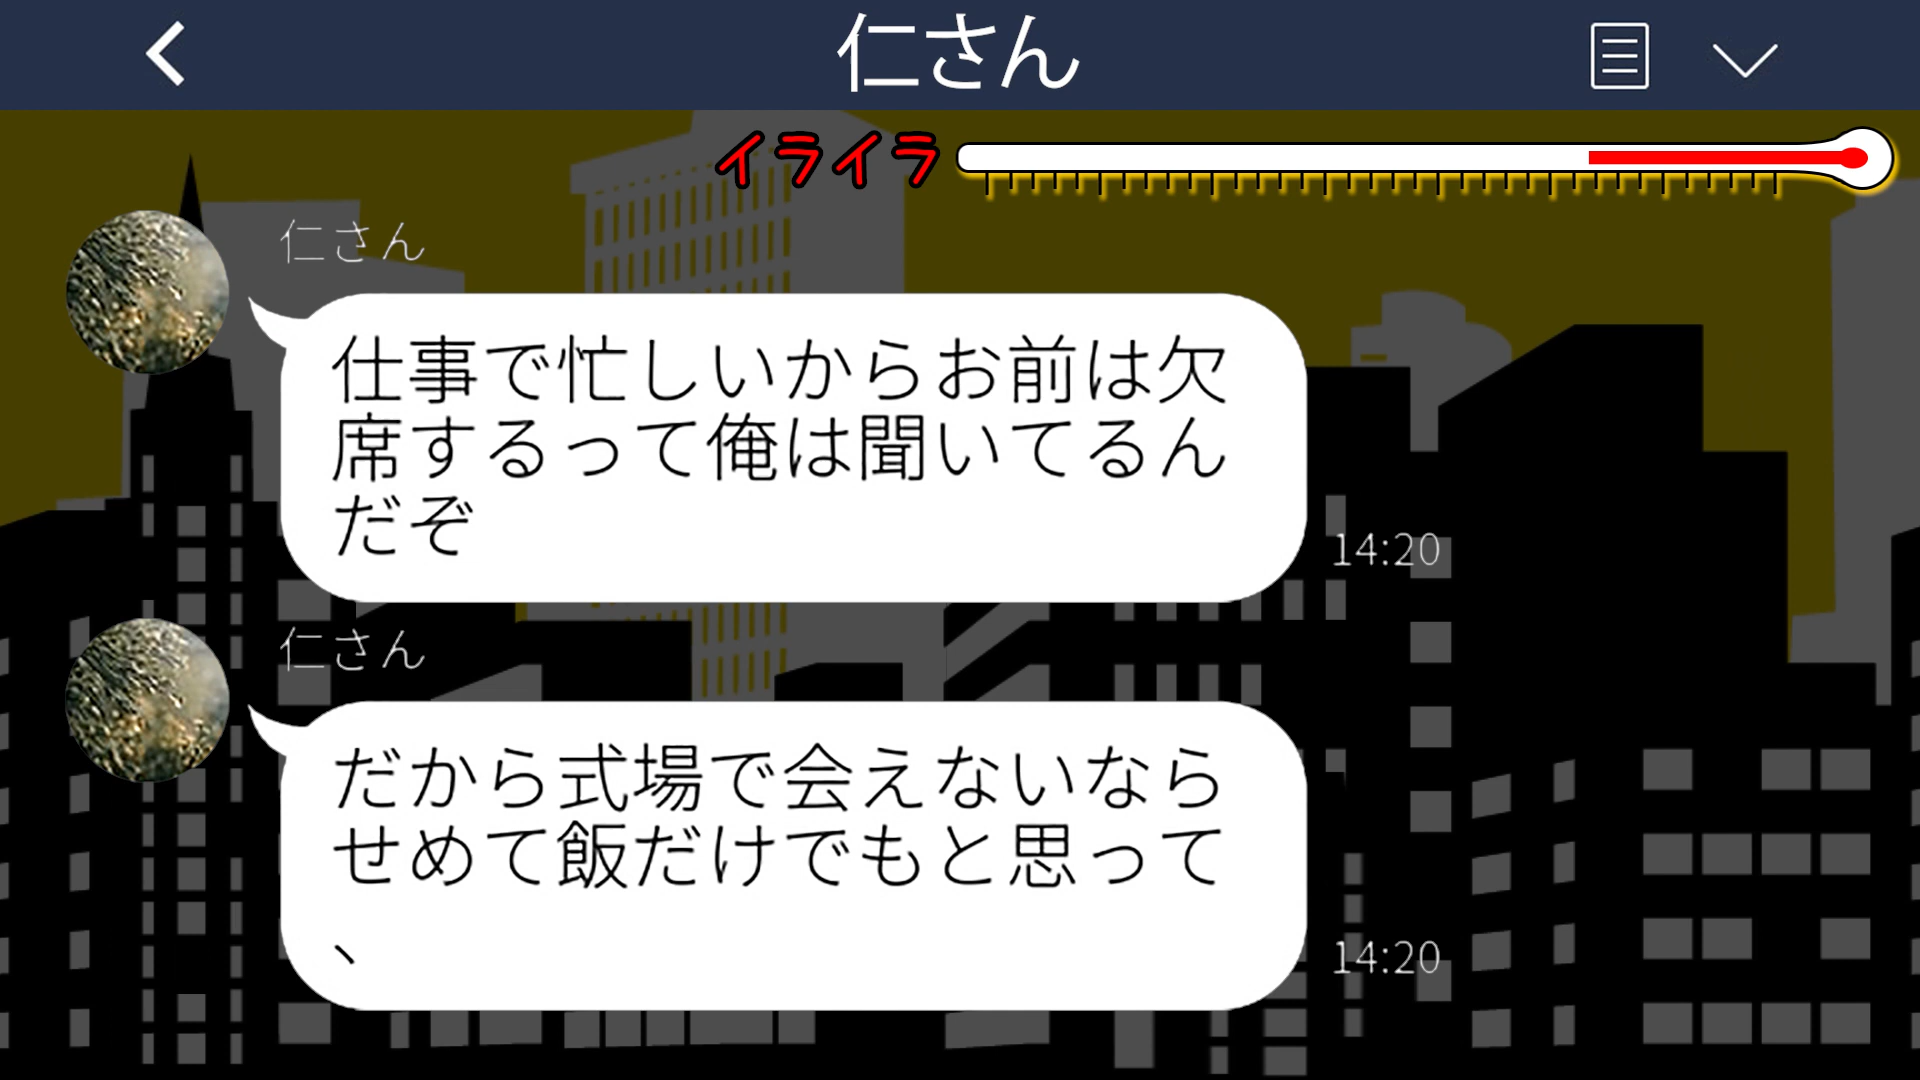 仁さん
イライラ
仁さん
仕事で忙しいからお前は欠
席するって俺は聞いてるん
だぞ
14:20
仁さん
だから式場で会えないなら
せめて飯だけでもと思って
、
14:20